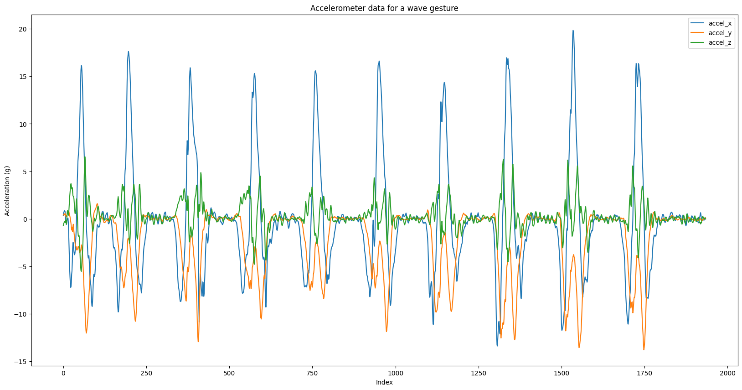 Accelerometer data for a wave gesture
accel_x
accel_y
accel_z
Acceleration (g)
20
15
10
5
0
−5
−10
−15
0 250 500 750 1000 1250 1500 1750 2000
Index